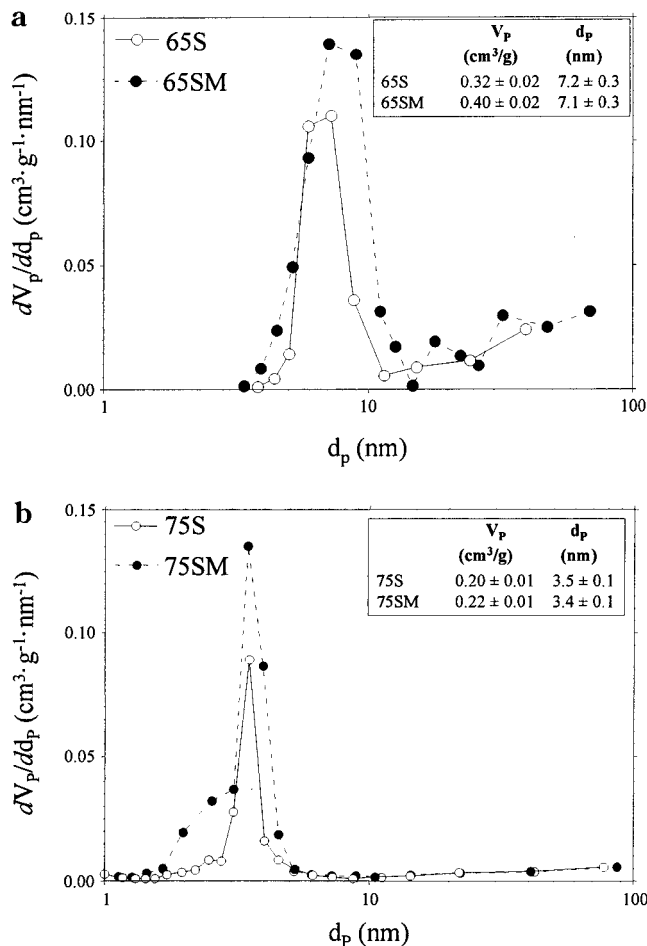 a
dV_p/dd_p (cm³·g⁻¹·nm⁻¹)
0.15
0.10
0.05
0.00
65S
65SM
V_P d_P
(cm³/g) (nm)
65S 0.32 ± 0.02 7.2 ± 0.3
65SM 0.40 ± 0.02 7.1 ± 0.3
1 10 100
d_p (nm)
b
dV_P/dd_P (cm³·g⁻¹·nm⁻¹)
0.15
0.10
0.05
0.00
75S
75SM
V_P d_P
(cm³/g) (nm)
75S 0.20 ± 0.01 3.5 ± 0.1
75SM 0.22 ± 0.01 3.4 ± 0.1
1 10 100
d_P (nm)